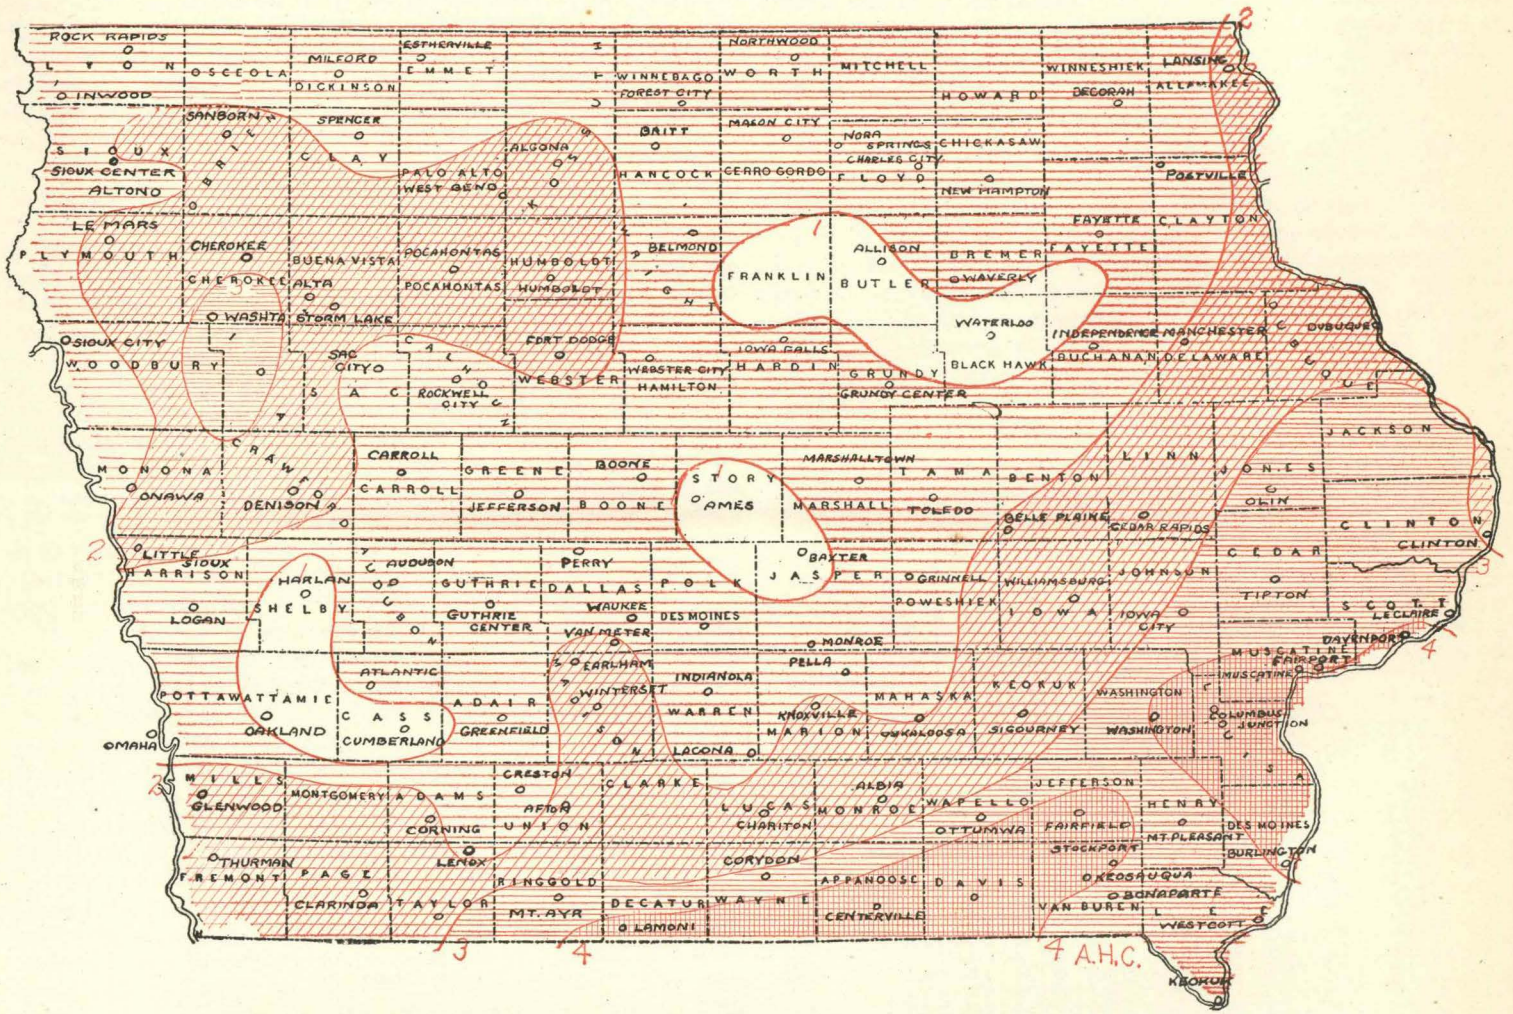 2
ROCK RAPIDS
LYON
INWOOD
OSCEOLA
MILFORD
DICKINSON
ESTHERVILLE
EMMET
WINNEBAGO
FOREST CITY
NORTHWOOD
WORTH
MITCHELL
HOWARD
WINNESHIEK
DECORAH
LANSING
ALLAMAKEE
SANBORN
O'BRIEN
SIOUX
SIOUX CENTER
ALTONO
SPENCER
CLAY
PALO ALTO
WEST BEND
ALGONA
KOSSUTH
BRITT
HANCOCK
MASON CITY
CERRO GORDO
NORA
SPRINGS
CHARLES CITY
FLOYD
CHICKASAW
NEW HAMPTON
POSTVILLE
LE MARS
PLYMOUTH
CHEROKEE
CHEROKEE
WASHTA
3
BUENA VISTA
ALTA
STORM LAKE
POCAHONTAS
POCAHONTAS
HUMBOLDT
HUMBOLDT
BELMOND
WRIGHT
1
FRANKLIN
ALLISON
BUTLER
BREMER
WAVERLY
FAYETTE
FAYETTE
CLAYTON
SIOUX CITY
WOODBURY
IDA
SAC
CITY
SAC
CALHOUN
ROCKWELL
CITY
FORT DODGE
WEBSTER
WEBSTER CITY
HAMILTON
IOWA FALLS
HARDIN
GRUNDY
GRUNDY CENTER
WATERLOO
BLACK HAWK
INDEPENDENCE
BUCHANAN
MANCHESTER
DELAWARE
DUBUQUE
DUBUQUE
MONONA
ONAWA
CRAWFORD
DENISON
CARROLL
CARROLL
GREENE
JEFFERSON
BOONE
BOONE
1
STORY
AMES
MARSHALLTOWN
MARSHALL
TAMA
TOLEDO
BENTON
BELLE PLAINE
LINN
CEDAR RAPIDS
JONES
OLIN
JACKSON
CLINTON
CLINTON
3
2
LITTLE
SIOUX
HARRISON
LOGAN
1
HARLAN
SHELBY
AUDUBON
AUDUBON
GUTHRIE
GUTHRIE
CENTER
PERRY
DALLAS
WAUKEE
VAN METER
POLK
DES MOINES
BAXTER
JASPER
MONROE
GRINNELL
POWESHIEK
WILLIAMSBURG
IOWA
JOHNSON
IOWA
CITY
CEDAR
TIPTON
SCOTT
LECLAIRE
DAVENPORT
4
MUSCATINE
FAIRPORT
MUSCATINE
POTTAWATTAMIE
OAKLAND
OMAHA
ATLANTIC
CASS
CUMBERLAND
ADAIR
GREENFIELD
EARLHAM
WINTERSET
MADISON
INDIANOLA
WARREN
LACONA
PELLA
KNOXVILLE
MARION
MAHASKA
OSKALOOSA
KEOKUK
SIGOURNEY
WASHINGTON
WASHINGTON
COLUMBUS
JUNCTION
LOUISA
2
MILLS
GLENWOOD
MONTGOMERY
ADAMS
CORNING
CRESTON
AFTON
UNION
CLARKE
LUCAS
CHARITON
ALBIA
MONROE
WAPELLO
OTTUMWA
JEFFERSON
FAIRFIELD
STOCKPORT
HENRY
MT. PLEASANT
DES MOINES
BURLINGTON
4
THURMAN
FREMONT
PAGE
CLARINDA
LENOX
TAYLOR
RINGGOLD
MT. AYR
DECATUR
LAMONI
CORYDON
WAYNE
APPANOOSE
CENTERVILLE
DAVIS
KEOSAUQUA
BONAPARTE
VAN BUREN
LEE
WESTCOTT
KEOKUK
3
4
4
A.H.C.